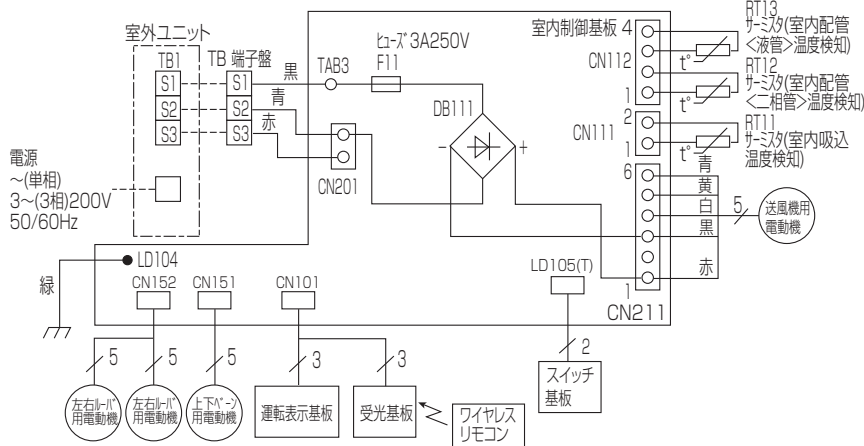 室外ユニット
TB1
S1
S2
S3
TB 端子盤
S1
S2
S3
黒
青
赤
TAB3
ヒューズ 3A250V
F11
DB111
-
+
CN201
電源
~(単相)
3~(3相)200V
50/60Hz
室内制御基板
4
CN112
1
2
CN111
1
6
1
CN211
RT13
サーミスタ(室内配管
<液管>温度検知)
t°
RT12
サーミスタ(室内配管
<二相管>温度検知)
t°
RT11
サーミスタ(室内吸込
温度検知)
t°
青
黄
白
黒
赤
5
送風機用
電動機
LD104
緑
CN152
CN151
CN101
LD105(T)
5
5
5
3
3
2
左右ルーバ
用電動機
左右ルーバ
用電動機
上下ベーン
用電動機
運転表示基板
受光基板
ワイヤレス
リモコン
スイッチ
基板